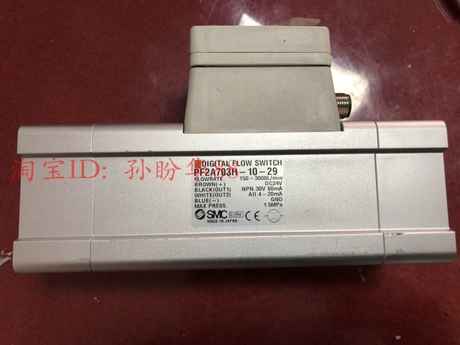 DIGITAL FLOW SWITCH
PF2A703H-10-29
FLOWRATE 150-3000L/min
BROWN(+) DC24V
BLACK(OUT1) NPN 30V 80mA
WHITE(OUT2) AO.4-20mA
BLUE(-) GND
MAX PRESS 1.5MPa
SMC
MADE IN JAPAN
淘宝ID: 孙盼